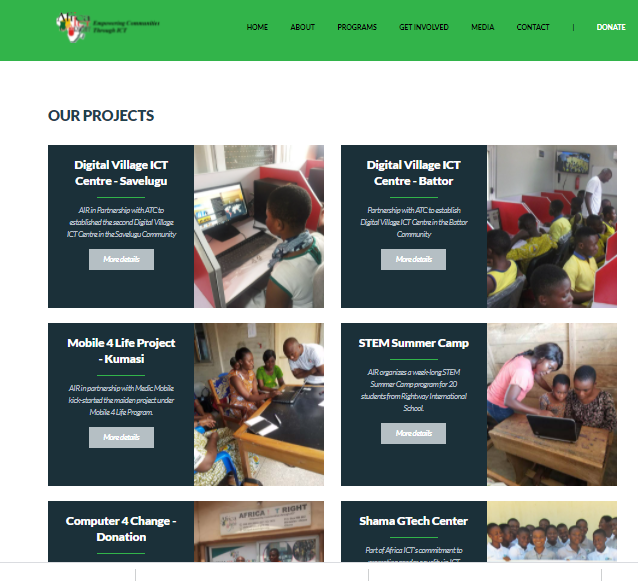 Empowering Communities
Through ICT
HOME ABOUT PROGRAMS GET INVOLVED MEDIA CONTACT | DONATE
OUR PROJECTS
Digital Village ICT
Centre - Savelugu
AIR in Partnership with ATC to
established the second Digital Village
ICT Centre in the Savelugu Community
More details
Digital Village ICT
Centre - Battor
Partnership with ATC to establish
Digital Village ICT Centre in the Battor
Community
More details
Mobile 4 Life Project
- Kumasi
AIR in partnership with Medic Mobile
kick-started the maiden project under
Mobile 4 Life Program.
More details
STEM Summer Camp
AIR organizes a week-long STEM
Summer Camp program for 20
students from Rightway International
School.
More details
Computer 4 Change -
Donation
AFRICA ICT RIGHT
Shama GTech Center
Part of Africa ICT's commitment to